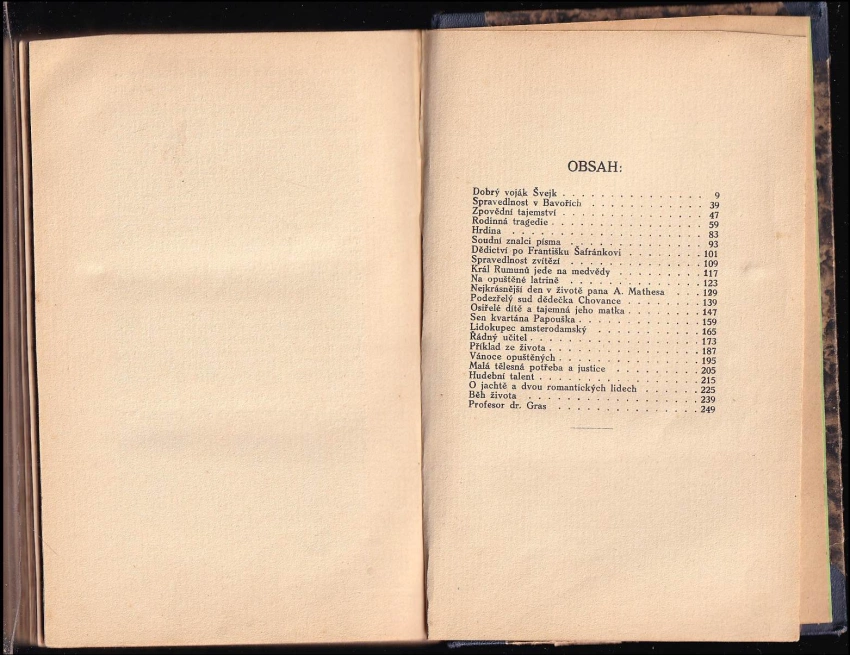 OBSAH:
Dobrý voják Švejk . . . . . . . . . . . . . . . 9
Spravedlnost v Bavořích . . . . . . . . . . . . 39
Zpovědní tajemství . . . . . . . . . . . . . . . 47
Rodinná tragedie . . . . . . . . . . . . . . . . 59
Hrdina . . . . . . . . . . . . . . . . . . . . 83
Soudní znalci písma . . . . . . . . . . . . . . 93
Dědictví po Františku Šafránkovi . . . . . . . . 101
Spravedlnost zvítězí . . . . . . . . . . . . . . 109
Král Rumunů jede na medvědy . . . . . . . . . 117
Na opuštěné latrině . . . . . . . . . . . . . . 123
Nejkrásnější den v životě pana A. Mathesa . . . 129
Podezřelý sud dědečka Chovance . . . . . . . . 139
Osiřelé dítě a tajemná jeho matka . . . . . . . . 147
Sen kvartána Papouška . . . . . . . . . . . . . 159
Lidokupec amsterodamský . . . . . . . . . . . 165
Řádný učitel . . . . . . . . . . . . . . . . . . 173
Příklad ze života . . . . . . . . . . . . . . . . 187
Vánoce opuštěných . . . . . . . . . . . . . . . 195
Malá tělesná potřeba a justice . . . . . . . . . 205
Hudební talent . . . . . . . . . . . . . . . . . 215
O jachtě a dvou romantických lidech . . . . . . 225
Běh života . . . . . . . . . . . . . . . . . . . 239
Profesor dr. Gras . . . . . . . . . . . . . . . 249